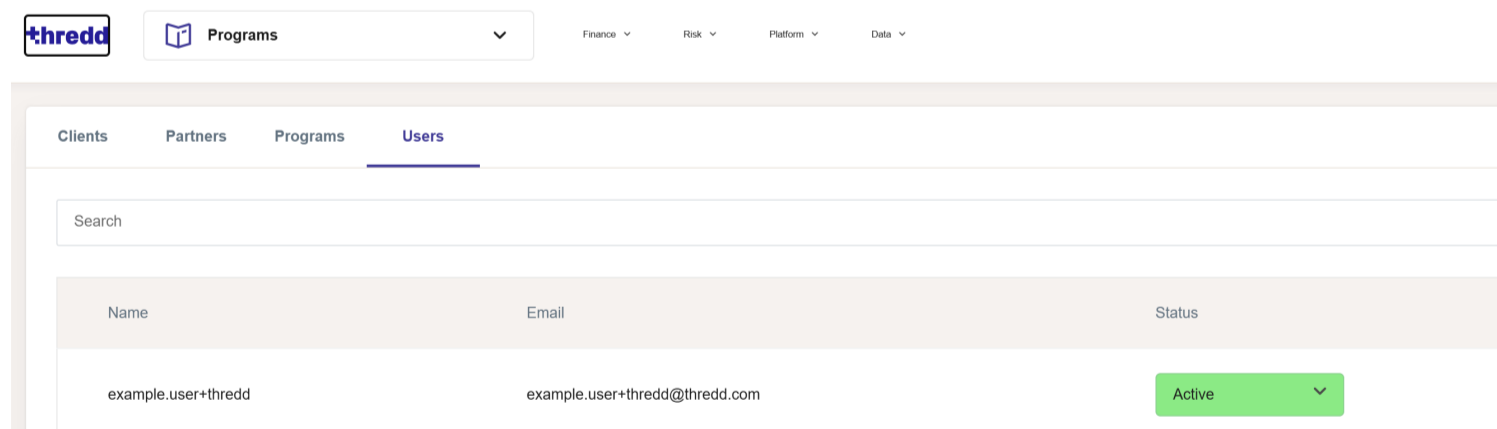 thredd Programs Finance Risk Platform Data
Clients Partners Programs Users
Search
Name Email Status
example.user+thredd example.user+thredd@thredd.com Active